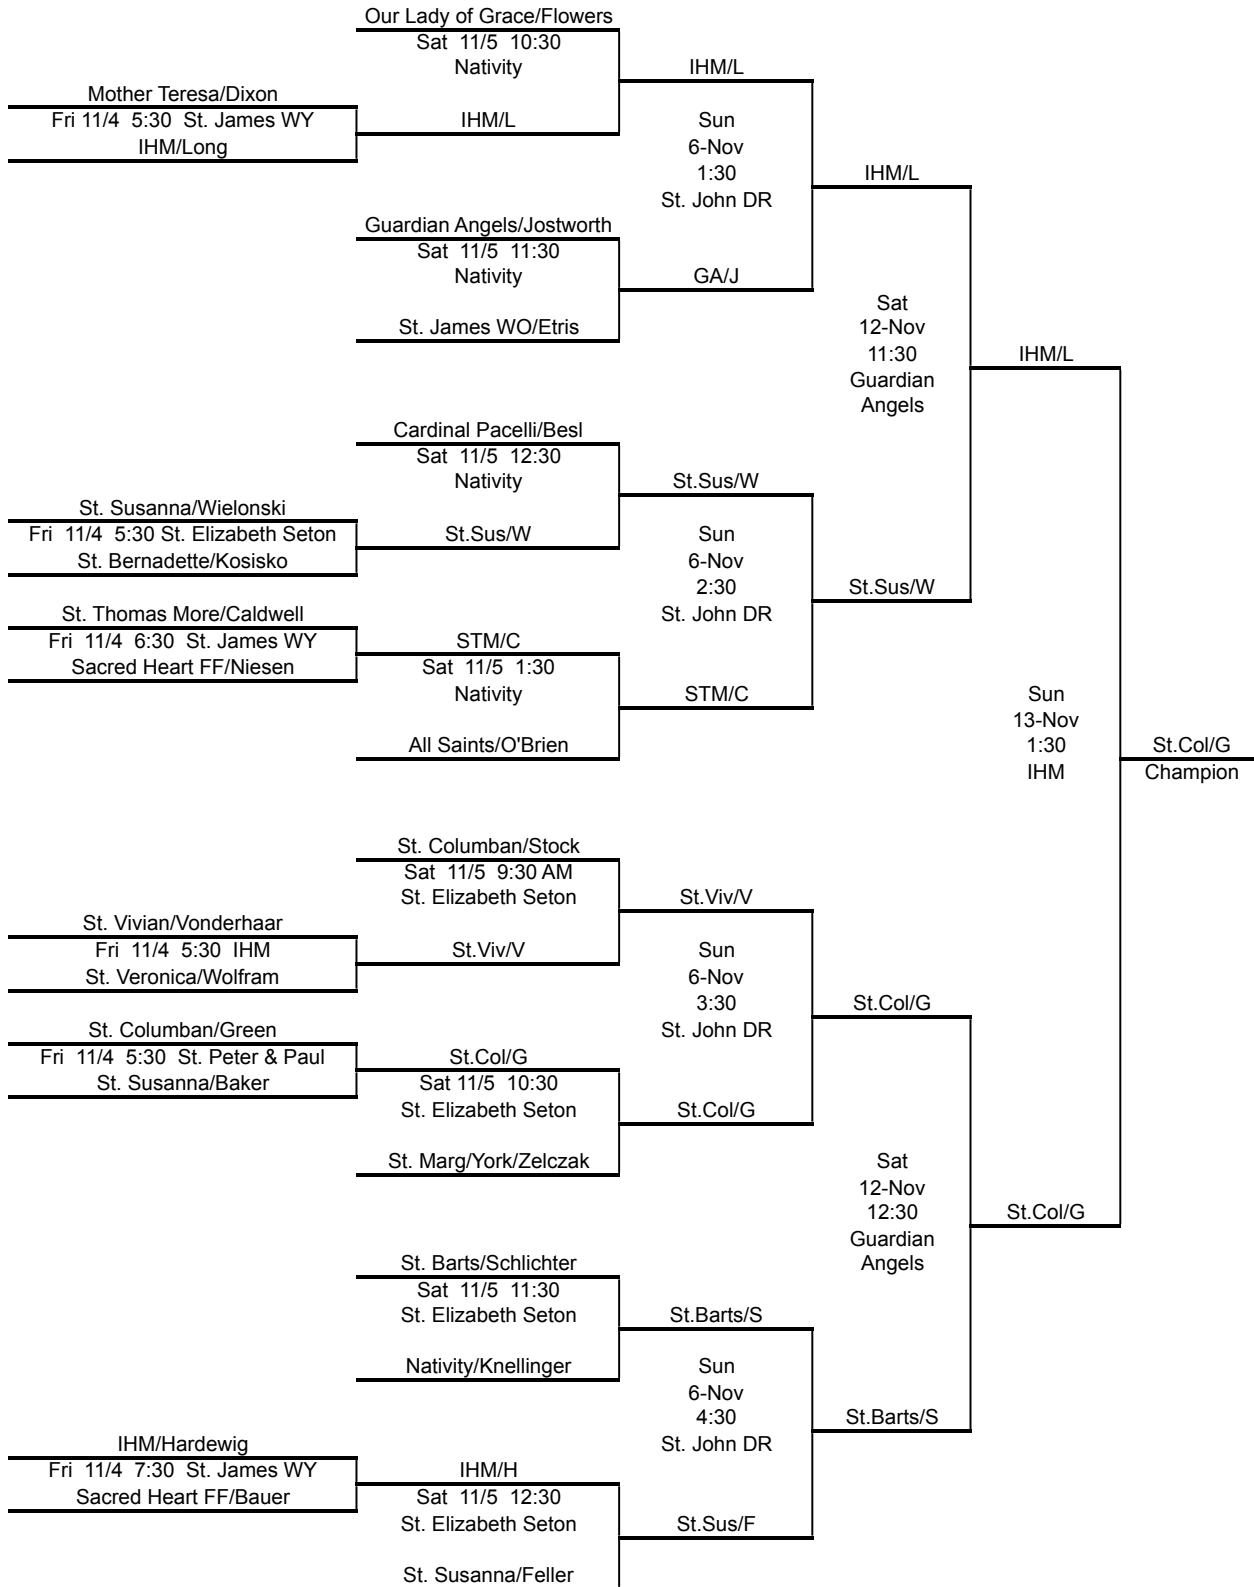 Our Lady of Grace/Flowers
Sat 11/5 10:30
Nativity
IHM/L
Mother Teresa/Dixon
Fri 11/4 5:30 St. James WY
IHM/Long
IHM/L
Sun
6-Nov
1:30
St. John DR
IHM/L
Guardian Angels/Jostworth
Sat 11/5 11:30
Nativity
GA/J
St. James WO/Etris
Sat
12-Nov
11:30
Guardian
Angels
IHM/L
Cardinal Pacelli/Besl
Sat 11/5 12:30
Nativity
St.Sus/W
St. Susanna/Wielonski
Fri 11/4 5:30 St. Elizabeth Seton
St. Bernadette/Kosisko
St.Sus/W
Sun
6-Nov
2:30
St. John DR
St.Sus/W
St. Thomas More/Caldwell
Fri 11/4 6:30 St. James WY
Sacred Heart FF/Niesen
STM/C
Sat 11/5 1:30
Nativity
STM/C
All Saints/O'Brien
Sun
13-Nov
1:30
IHM
St.Col/G
Champion
St. Columban/Stock
Sat 11/5 9:30 AM
St. Elizabeth Seton
St.Viv/V
St. Vivian/Vonderhaar
Fri 11/4 5:30 IHM
St. Veronica/Wolfram
St.Viv/V
Sun
6-Nov
3:30
St. John DR
St.Col/G
St. Columban/Green
Fri 11/4 5:30 St. Peter & Paul
St. Susanna/Baker
St.Col/G
Sat 11/5 10:30
St. Elizabeth Seton
St.Col/G
St. Marg/York/Zelczak
Sat
12-Nov
12:30
Guardian
Angels
St.Col/G
St. Barts/Schlichter
Sat 11/5 11:30
St. Elizabeth Seton
St.Barts/S
Nativity/Knellinger
Sun
6-Nov
4:30
St. John DR
St.Barts/S
IHM/Hardewig
Fri 11/4 7:30 St. James WY
Sacred Heart FF/Bauer
IHM/H
Sat 11/5 12:30
St. Elizabeth Seton
St.Sus/F
St. Susanna/Feller